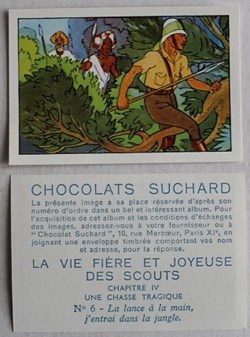 CHOCOLATS SUCHARD
La présente image a sa place réservée d'après son
numéro d'ordre dans un bel et intéressant album. Pour
l'acquisition de cet album et les conditions d'échanges
des images, adressez-vous à votre fournisseur ou à
"Chocolat Suchard", 10, rue Mercœur, Paris XIe, en
joignant une enveloppe timbrée comportant vos nom
et adresse, pour la réponse.
LA VIE FIÈRE ET JOYEUSE
DES SCOUTS
CHAPITRE IV
UNE CHASSE TRAGIQUE
No 6 - La lance à la main,
j'entrai dans la jungle.